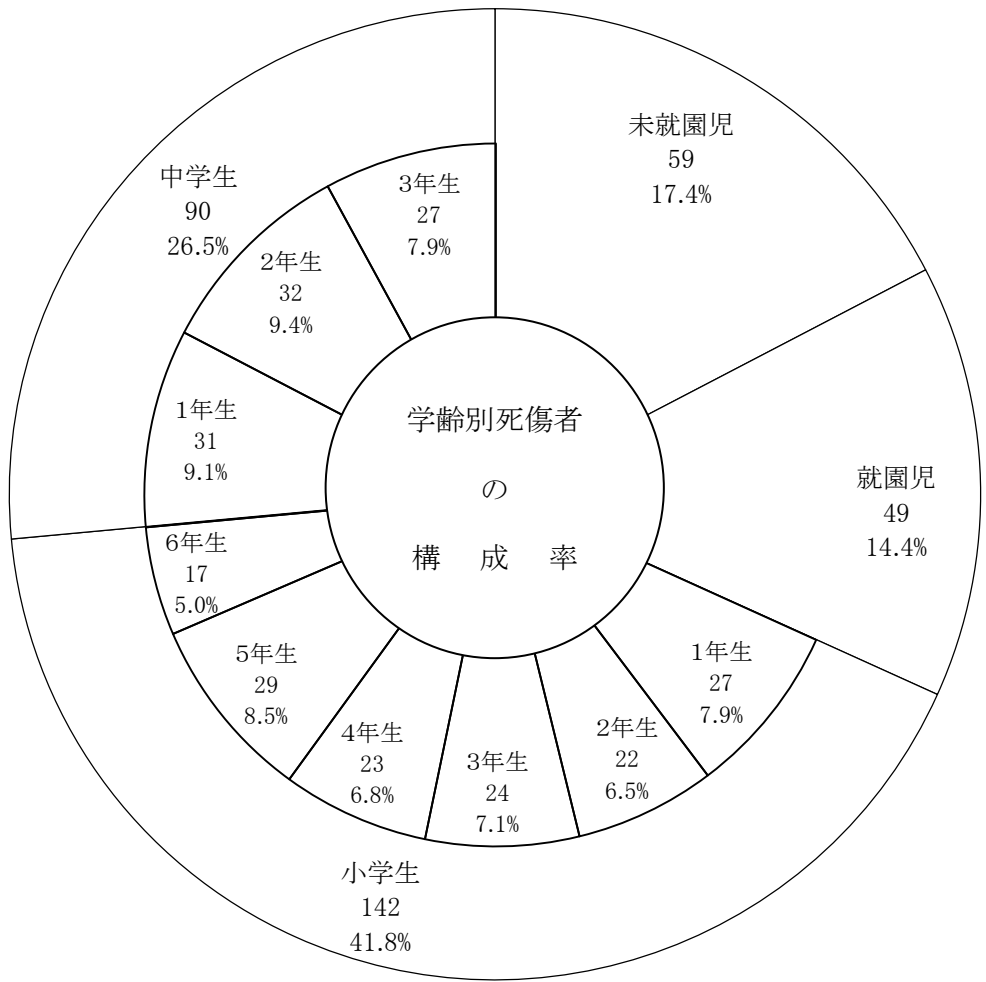 学齢別死傷者
の
構 成 率
未就園児
59
17.4%
就園児
49
14.4%
小学生
142
41.8%
1年生
27
7.9%
2年生
22
6.5%
3年生
24
7.1%
4年生
23
6.8%
5年生
29
8.5%
6年生
17
5.0%
中学生
90
26.5%
1年生
31
9.1%
2年生
32
9.4%
3年生
27
7.9%